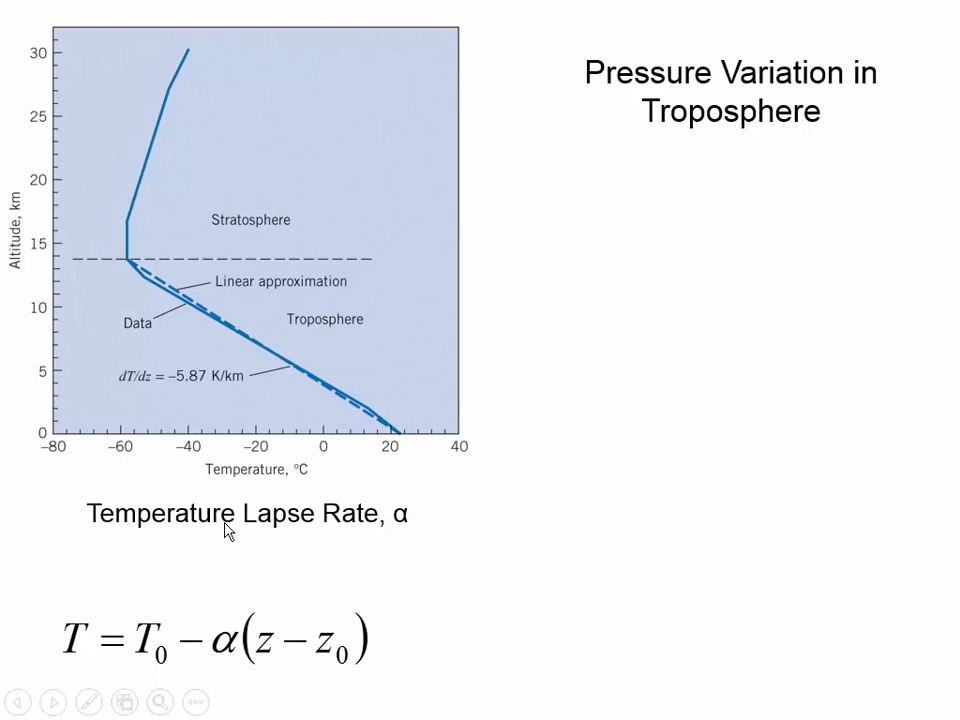 Pressure Variation in
Troposphere
30
25
20
15
10
5
0
Altitude, km
Stratosphere
Linear approximation
Troposphere
Data
dT/dz = −5.87 K/km
−80 −60 −40 −20 0 20 40
Temperature, °C
Temperature Lapse Rate, α
T = T₀ − α(z − z₀)